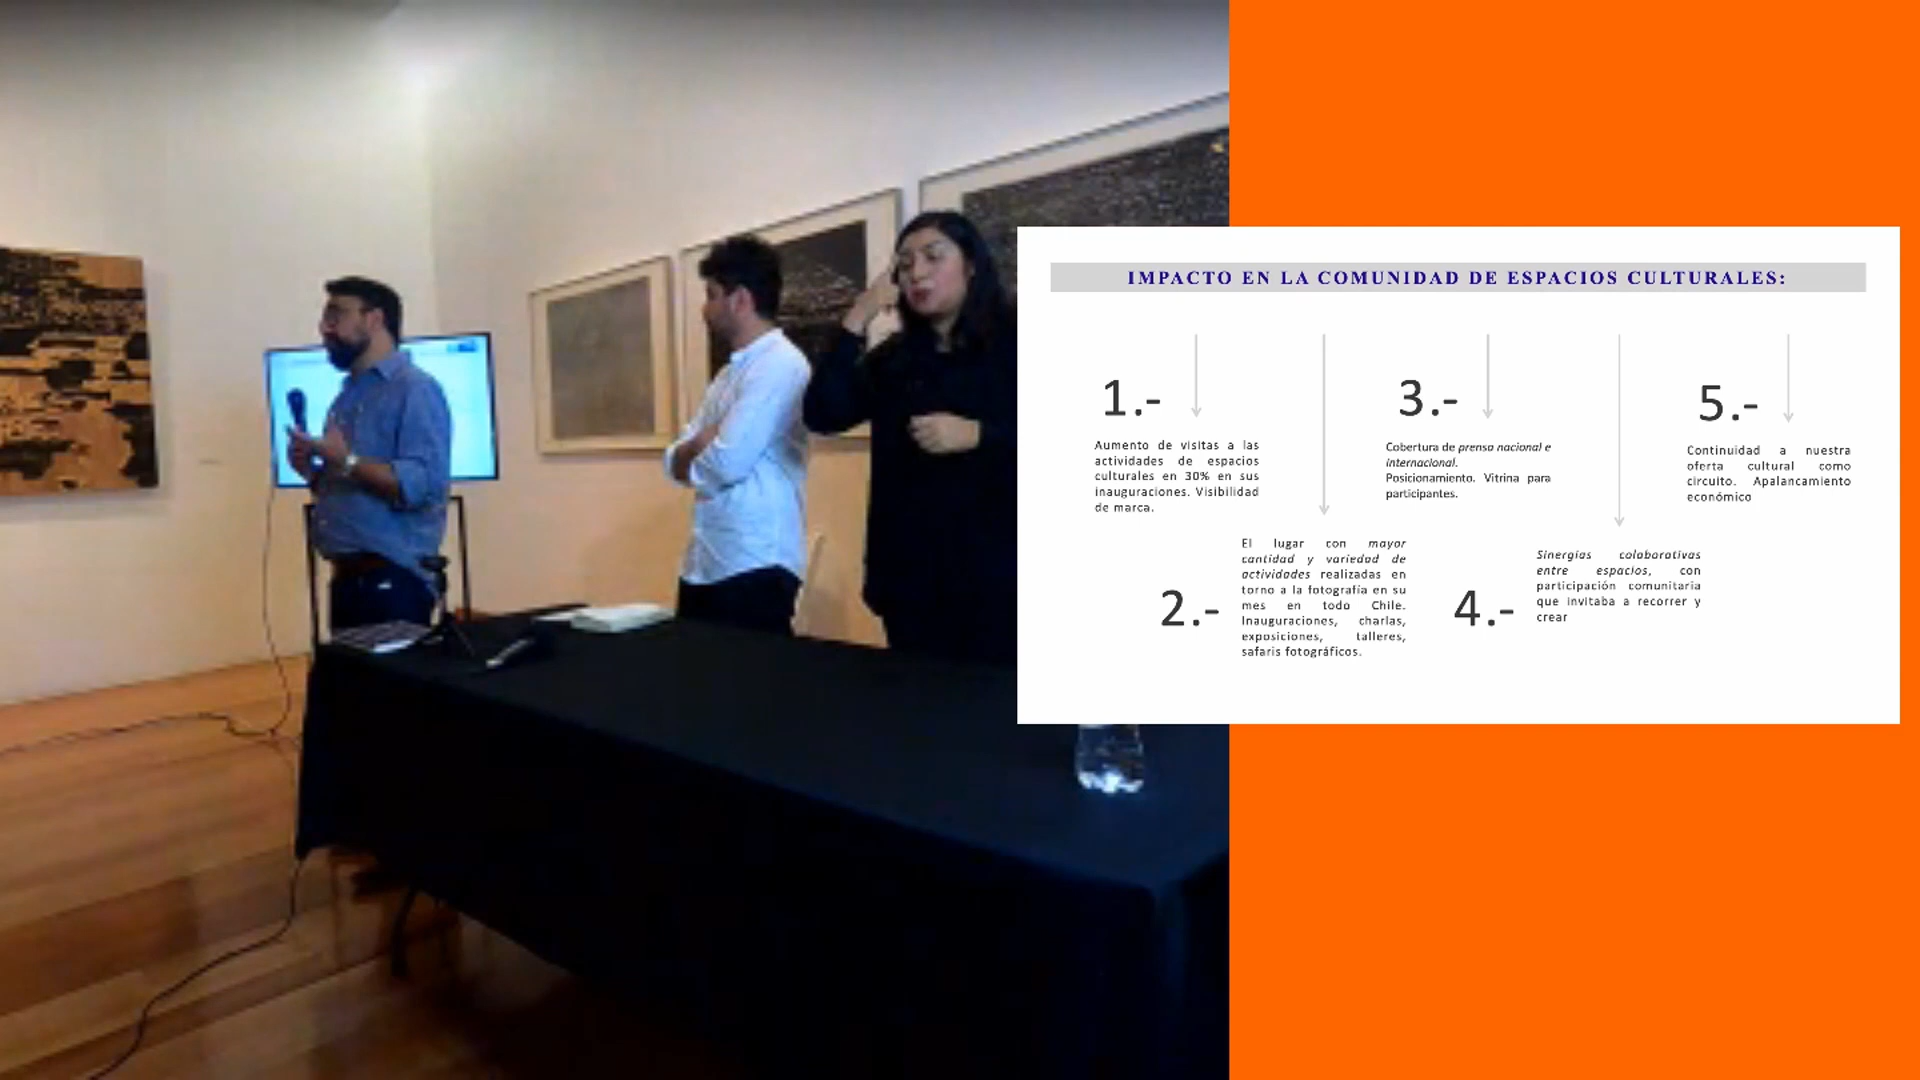 IMPACTO EN LA COMUNIDAD DE ESPACIOS CULTURALES:
1.-
Aumento de visitas a las
actividades de espacios
culturales en 30% en sus
inauguraciones. Visibilidad
de marca.
2.-
El lugar con mayor
cantidad y variedad de
actividades realizadas en
torno a la fotografía en su
mes en todo Chile.
Inauguraciones, charlas,
exposiciones, talleres,
safaris fotográficos.
3.-
Cobertura de prensa nacional e
internacional.
Posicionamiento. Vitrina para
participantes.
4.-
Sinergias colaborativas
entre espacios, con
participación comunitaria
que invitaba a recorrer y
crear
5.-
Continuidad a nuestra
oferta cultural como
circuito. Apalancamiento
económico